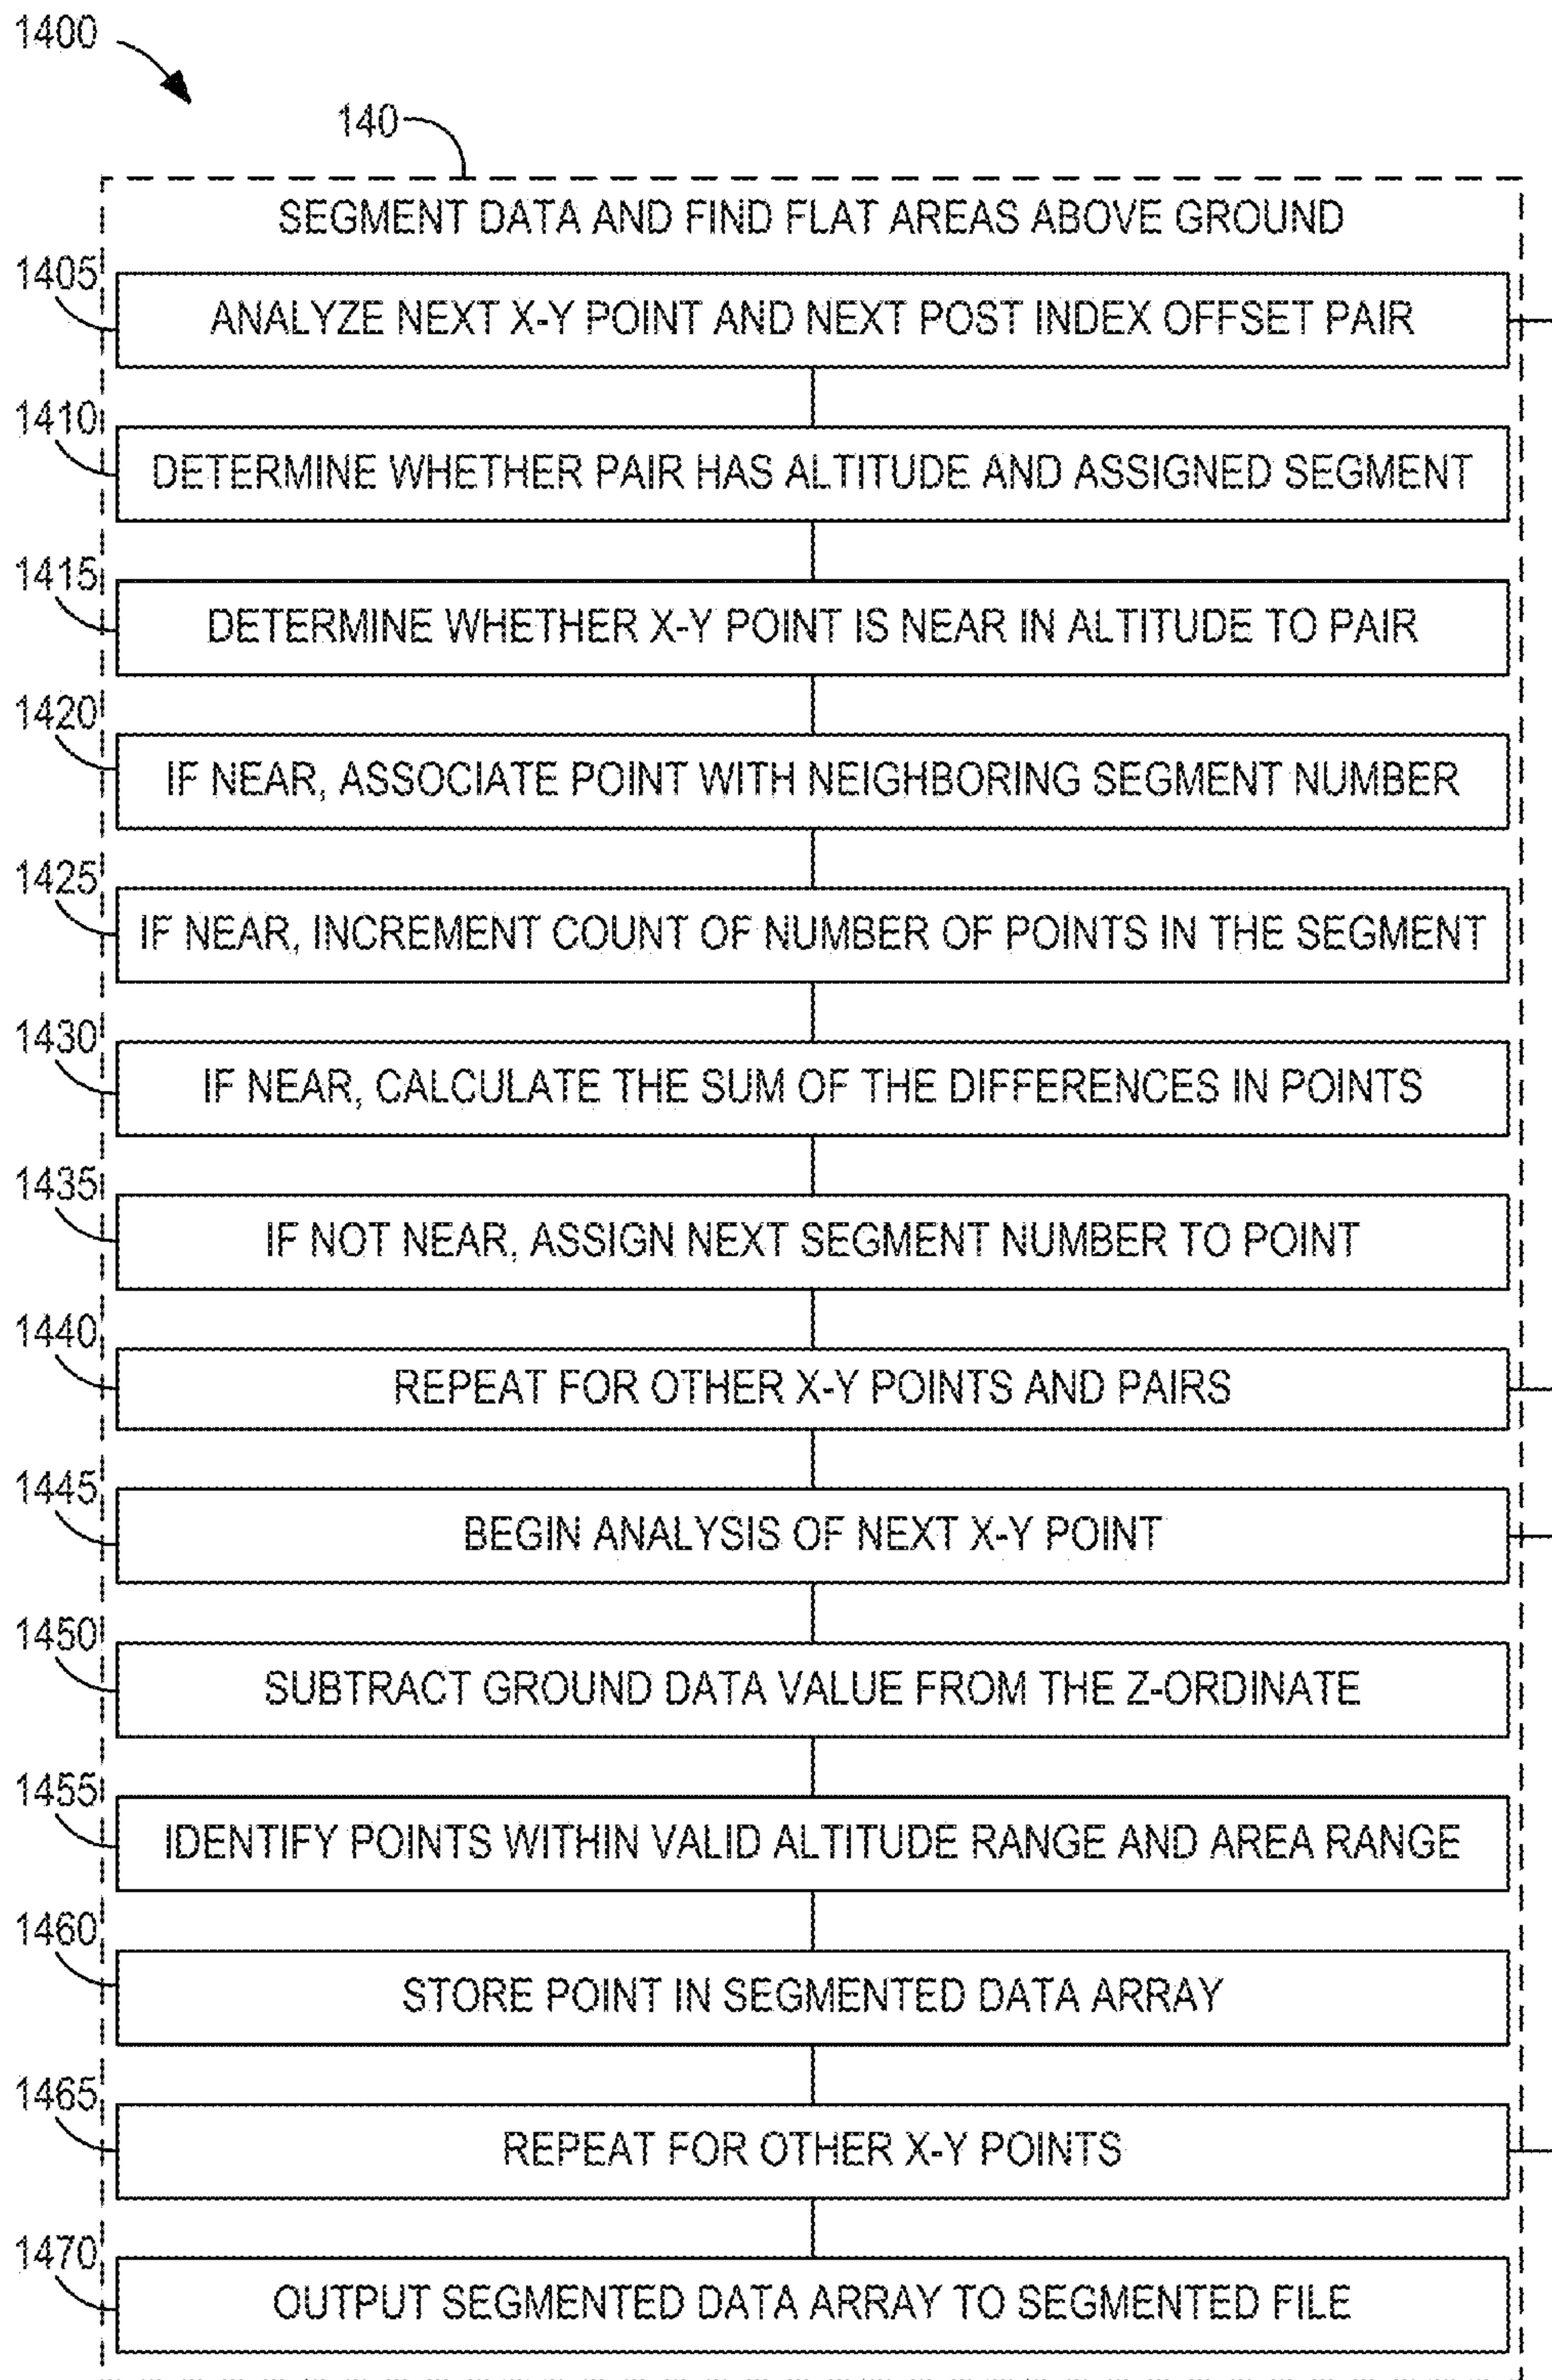 1400
140
SEGMENT DATA AND FIND FLAT AREAS ABOVE GROUND
1405
ANALYZE NEXT X-Y POINT AND NEXT POST INDEX OFFSET PAIR
1410
DETERMINE WHETHER PAIR HAS ALTITUDE AND ASSIGNED SEGMENT
1415
DETERMINE WHETHER X-Y POINT IS NEAR IN ALTITUDE TO PAIR
1420
IF NEAR, ASSOCIATE POINT WITH NEIGHBORING SEGMENT NUMBER
1425
IF NEAR, INCREMENT COUNT OF NUMBER OF POINTS IN THE SEGMENT
1430
IF NEAR, CALCULATE THE SUM OF THE DIFFERENCES IN POINTS
1435
IF NOT NEAR, ASSIGN NEXT SEGMENT NUMBER TO POINT
1440
REPEAT FOR OTHER X-Y POINTS AND PAIRS
1445
BEGIN ANALYSIS OF NEXT X-Y POINT
1450
SUBTRACT GROUND DATA VALUE FROM THE Z-ORDINATE
1455
IDENTIFY POINTS WITHIN VALID ALTITUDE RANGE AND AREA RANGE
1460
STORE POINT IN SEGMENTED DATA ARRAY
1465
REPEAT FOR OTHER X-Y POINTS
1470
OUTPUT SEGMENTED DATA ARRAY TO SEGMENTED FILE